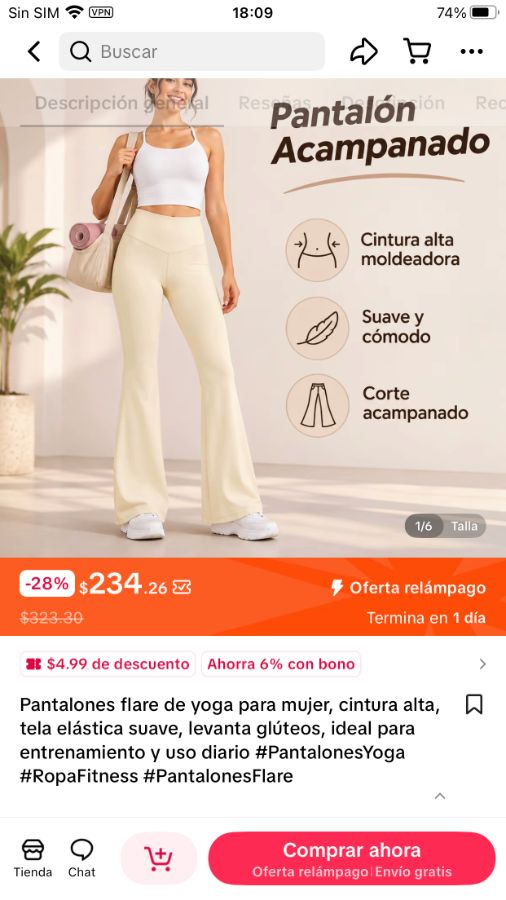 Sin SIM VPN 18:09 74%
Buscar
Descripción general Reseñas Descripción Rec
Pantalón
Acampanado
Cintura alta
moldeadora
Suave y
cómodo
Corte
acampanado
1/6 Talla
-28% $234.26 Oferta relámpago
$323.30 Termina en 1 día
$4.99 de descuento Ahorra 6% con bono
Pantalones flare de yoga para mujer, cintura alta,
tela elástica suave, levanta glúteos, ideal para
entrenamiento y uso diario #PantalonesYoga
#RopaFitness #PantalonesFlare
Comprar ahora
Tienda Chat Oferta relámpago|Envío gratis